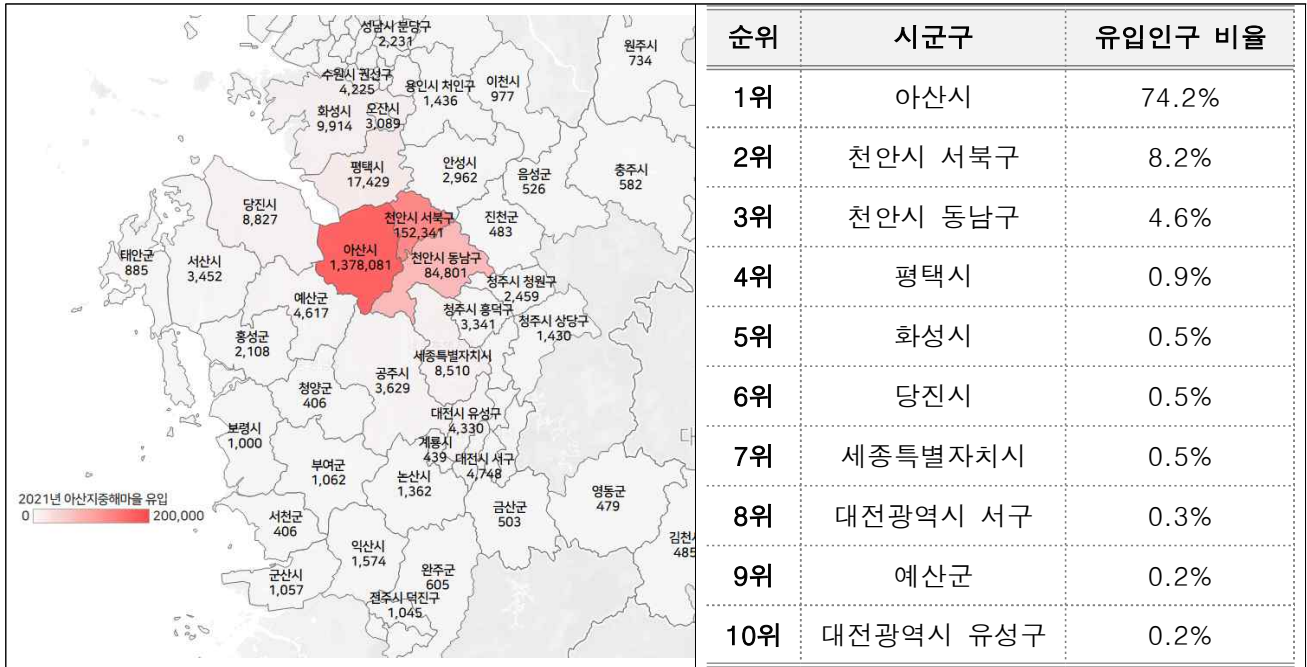 성남시 분당구
2,231
원주시
734
수원시 권선구
4,225
용인시 처인구
1,436
이천시
977
화성시
9,914
오산시
3,089
평택시
17,429
안성시
2,962
음성군
526
충주시
582
당진시
8,827
천안시 서북구
152,341
진천군
483
아산시
1,378,081
천안시 동남구
84,801
태안군
885
서산시
3,452
청주시 청원구
2,459
예산군
4,617
청주시 흥덕구
3,341
청주시 상당구
1,430
홍성군
2,108
세종특별자치시
8,510
공주시
3,629
청양군
406
대전시 유성구
4,330
보령시
1,000
계룡시
439
대전시 서구
4,748
부여군
1,062
논산시
1,362
영동군
479
금산군
503
서천군
406
김천시
485
익산시
1,574
군산시
1,057
완주군
605
전주시 덕진구
1,045
대
2021년 아산지중해마을 유입
0 200,000
순위 시군구 유입인구 비율
1위 아산시 74.2%
2위 천안시 서북구 8.2%
3위 천안시 동남구 4.6%
4위 평택시 0.9%
5위 화성시 0.5%
6위 당진시 0.5%
7위 세종특별자치시 0.5%
8위 대전광역시 서구 0.3%
9위 예산군 0.2%
10위 대전광역시 유성구 0.2%